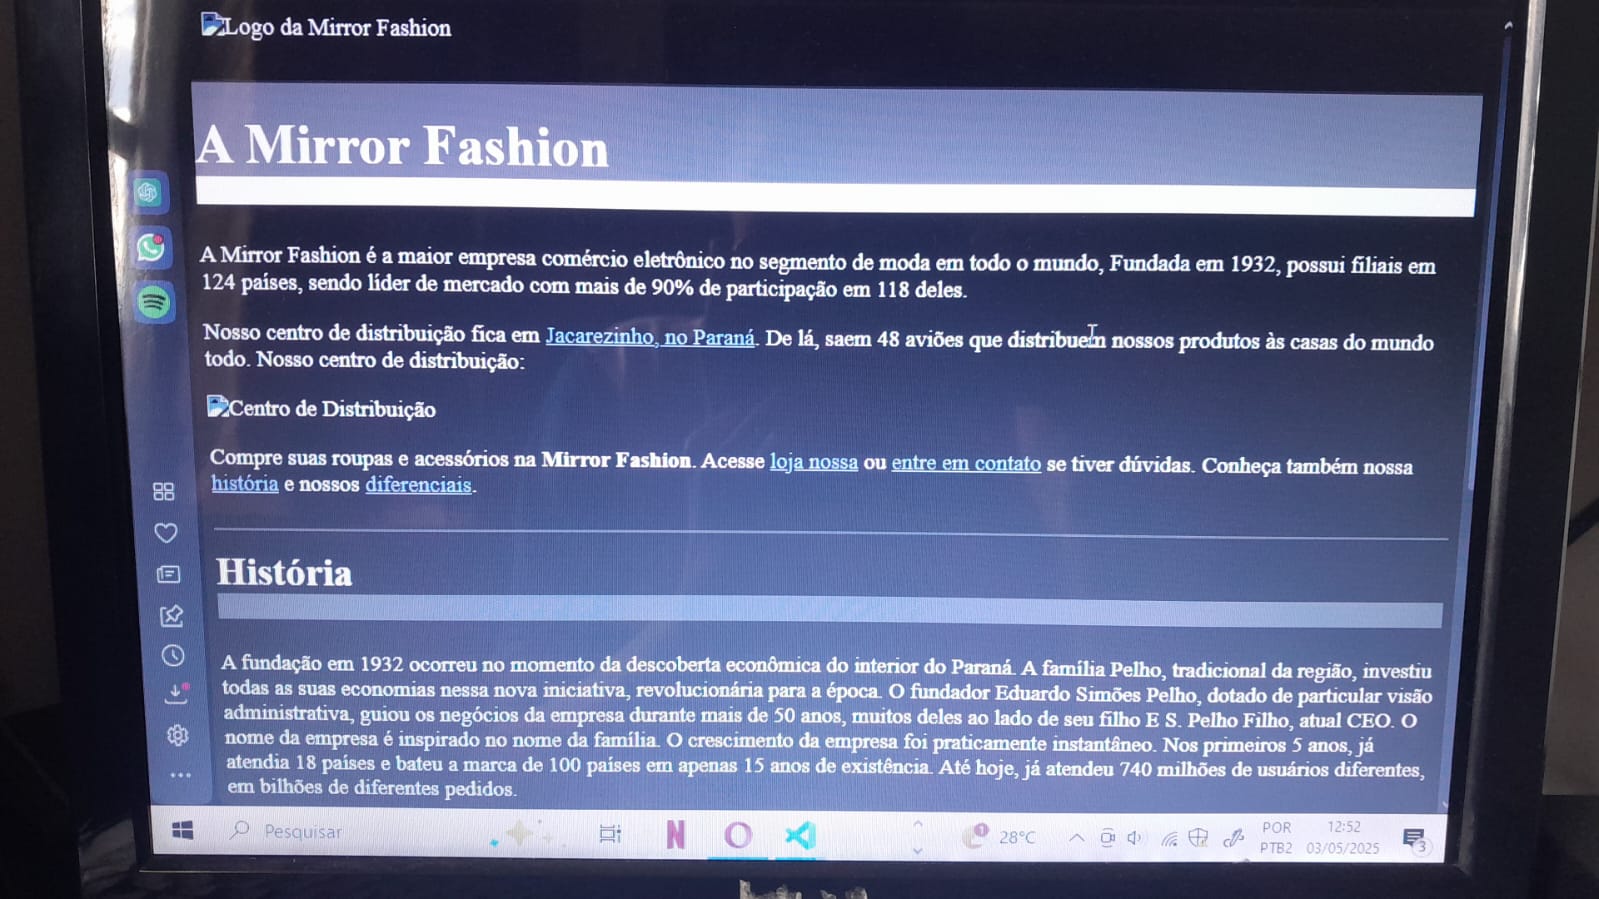 Logo da Mirror Fashion
A Mirror Fashion
A Mirror Fashion é a maior empresa comércio eletrônico no segmento de moda em todo o mundo, Fundada em 1932, possui filiais em
124 países, sendo líder de mercado com mais de 90% de participação em 118 deles.
Nosso centro de distribuição fica em Jacarezinho, no Paraná. De lá, saem 48 aviões que distribuem nossos produtos às casas do mundo
todo. Nosso centro de distribuição:
Centro de Distribuição
Compre suas roupas e acessórios na Mirror Fashion. Acesse loja nossa ou entre em contato se tiver dúvidas. Conheça também nossa
história e nossos diferenciais.
História
A fundação em 1932 ocorreu no momento da descoberta econômica do interior do Paraná. A família Pelho, tradicional da região, investiu
todas as suas economias nessa nova iniciativa, revolucionária para a época. O fundador Eduardo Simões Pelho, dotado de particular visão
administrativa, guiou os negócios da empresa durante mais de 50 anos, muitos deles ao lado de seu filho E S. Pelho Filho, atual CEO. O
nome da empresa é inspirado no nome da família. O crescimento da empresa foi praticamente instantâneo. Nos primeiros 5 anos, já
atendia 18 países e bateu a marca de 100 países em apenas 15 anos de existência. Até hoje, já atendeu 740 milhões de usuários diferentes,
em bilhões de diferentes pedidos.
Pesquisar
N
1
28°C
POR
PTB2
12:52
03/05/2025
3